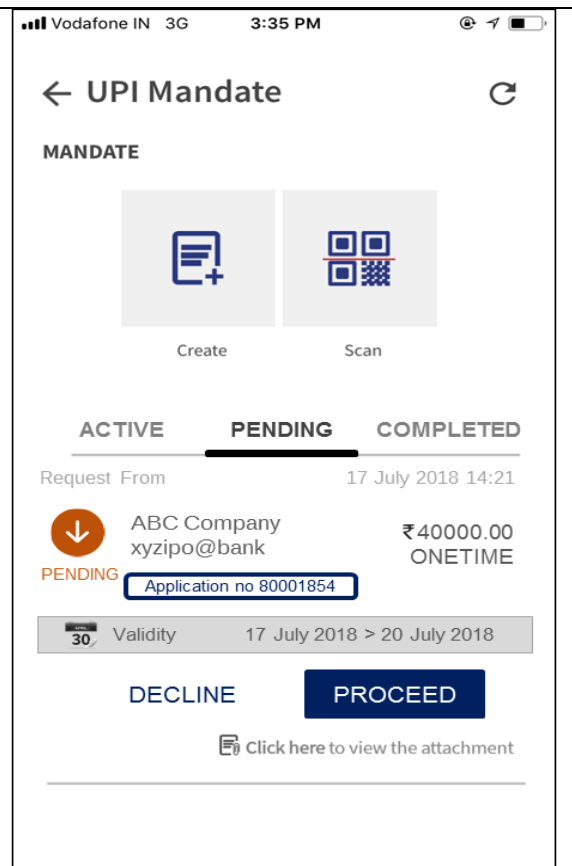 Vodafone IN 3G 3:35 PM
← UPI Mandate
MANDATE
Create Scan
ACTIVE PENDING COMPLETED
Request From 17 July 2018 14:21
ABC Company ₹40000.00
xyzipo@bank ONETIME
PENDING
Application no 80001854
30 Validity 17 July 2018 > 20 July 2018
DECLINE PROCEED
Click here to view the attachment